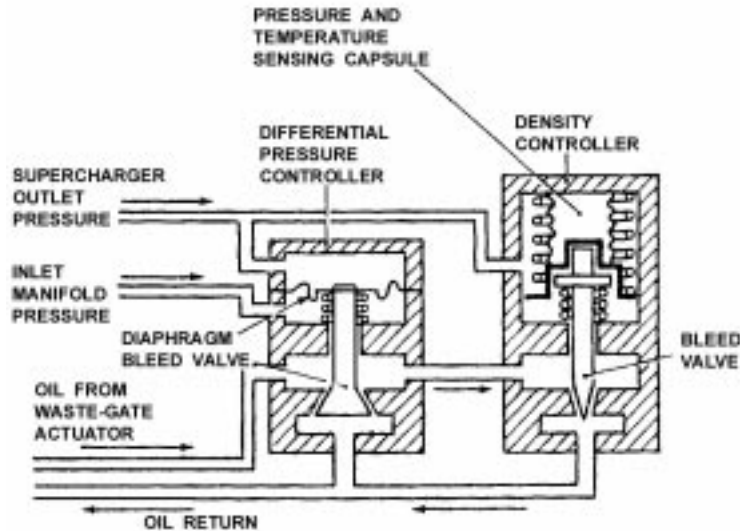 PRESSURE AND
TEMPERATURE
SENSING CAPSULE
DIFFERENTIAL
PRESSURE
CONTROLLER
DENSITY
CONTROLLER
SUPERCHARGER
OUTLET
PRESSURE
INLET
MANIFOLD
PRESSURE
DIAPHRAGM
BLEED VALVE
BLEED
VALVE
OIL FROM
WASTE-GATE
ACTUATOR
OIL RETURN